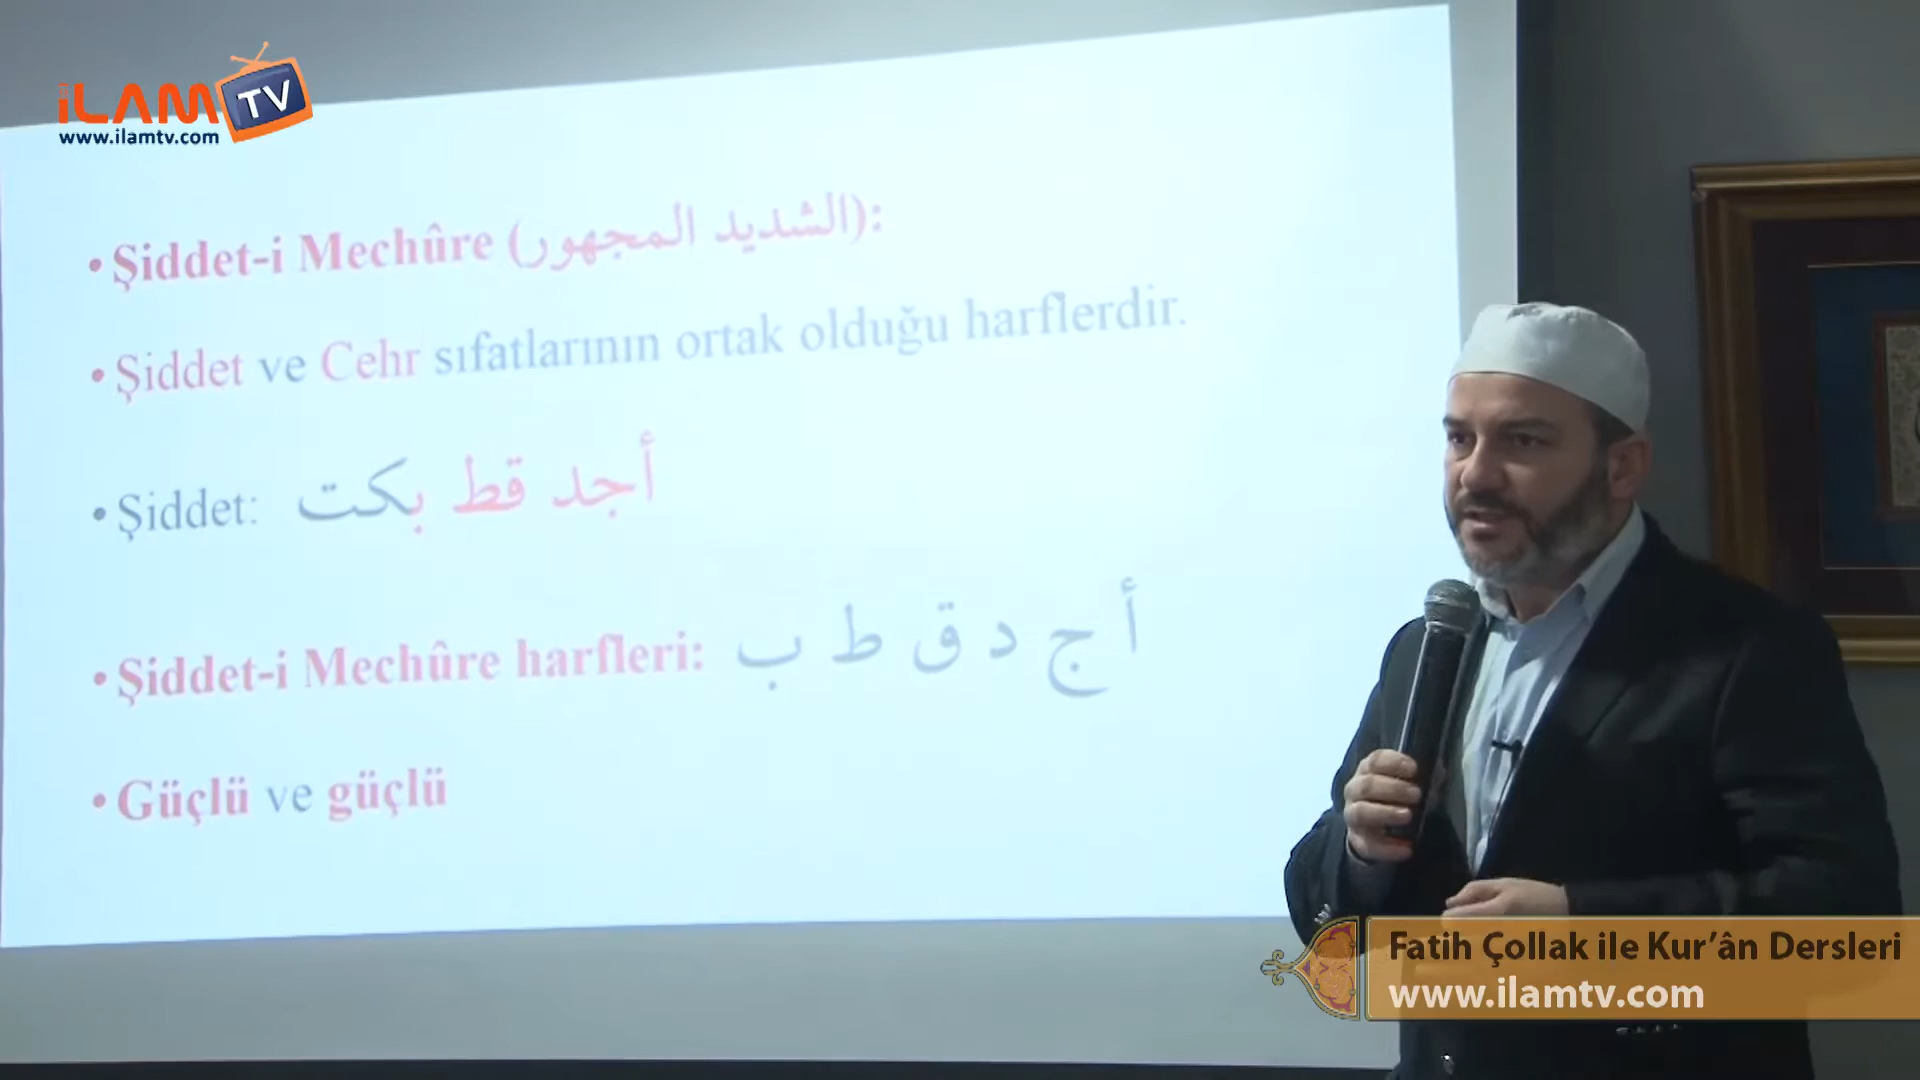 iLAM TV
www.ilamtv.com
• Şiddet-i Mechûre (الشديد المجهور):
• Şiddet ve Cehr sıfatlarının ortak olduğu harflerdir.
• Şiddet: أجد قط بكت
• Şiddet-i Mechûre harfleri: أ ج د ق ط ب
• Güçlü ve güçlü
Fatih Çollak ile Kur’ân Dersleri
www.ilamtv.com